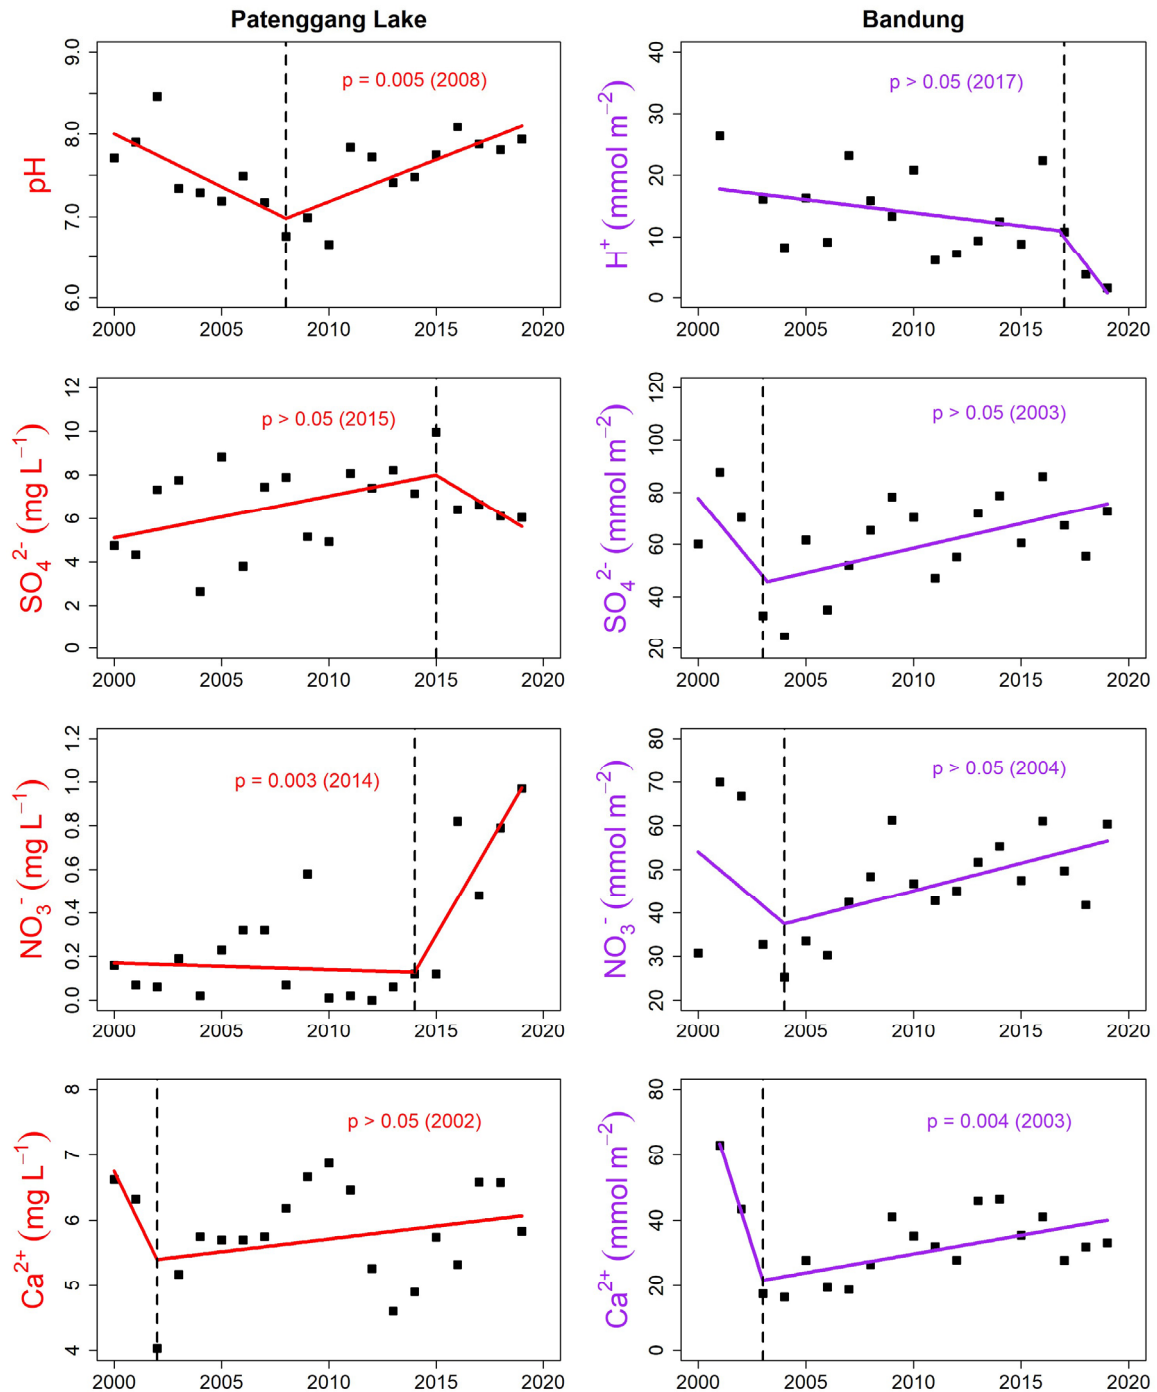 Patenggang Lake
Bandung
pH
9.0
8.0
7.0
6.0
p = 0.005 (2008)
2000 2005 2010 2015 2020
H⁺ (mmol m⁻²)
40
30
20
10
0
p > 0.05 (2017)
2000 2005 2010 2015 2020
SO₄²⁻ (mg L⁻¹)
12
10
8
6
4
2
0
p > 0.05 (2015)
2000 2005 2010 2015 2020
SO₄²⁻ (mmol m⁻²)
120
100
80
60
40
20
p > 0.05 (2003)
2000 2005 2010 2015 2020
NO₃⁻ (mg L⁻¹)
1.2
1.0
0.8
0.6
0.4
0.2
0.0
p = 0.003 (2014)
2000 2005 2010 2015 2020
NO₃⁻ (mmol m⁻²)
80
70
60
50
40
30
20
p > 0.05 (2004)
2000 2005 2010 2015 2020
Ca²⁺ (mg L⁻¹)
8
7
6
5
4
p > 0.05 (2002)
2000 2005 2010 2015 2020
Ca²⁺ (mmol m⁻²)
80
60
40
20
0
p = 0.004 (2003)
2000 2005 2010 2015 2020